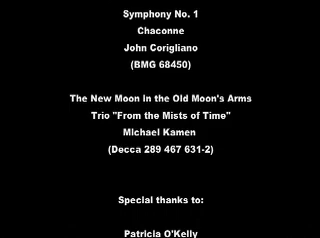 Symphony No. 1
Chaconne
John Corigliano
(BMG 68450)
The New Moon in the Old Moon's Arms
Trio "From the Mists of Time"
Michael Kamen
(Decca 289 467 631-2)
Special thanks to:
Patricia O'Kelly